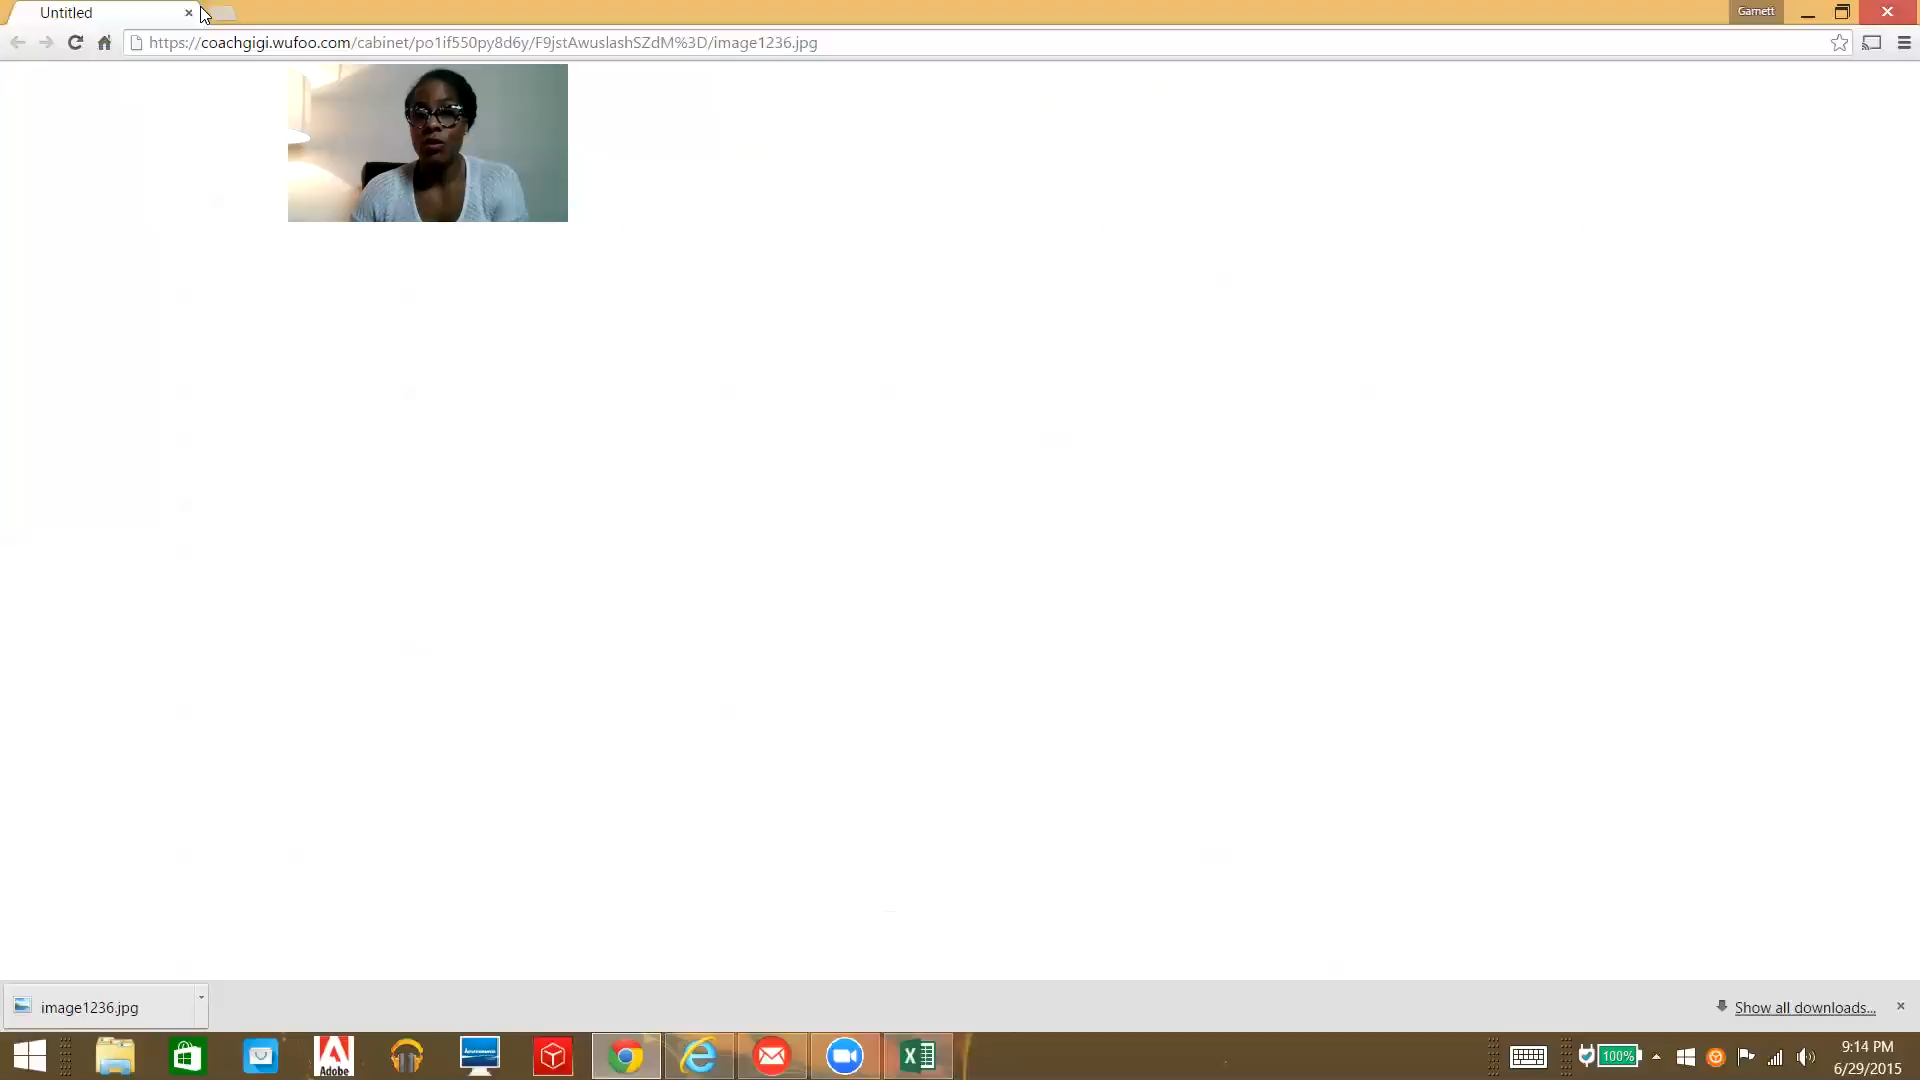 Untitled
Garnett
https://coachgigi.wufoo.com/cabinet/po1if550py8d6y/F9jstAwuslashSZdM%3D/image1236.jpg
image1236.jpg
Show all downloads...
Adobe
100%
9:14 PM
6/29/2015